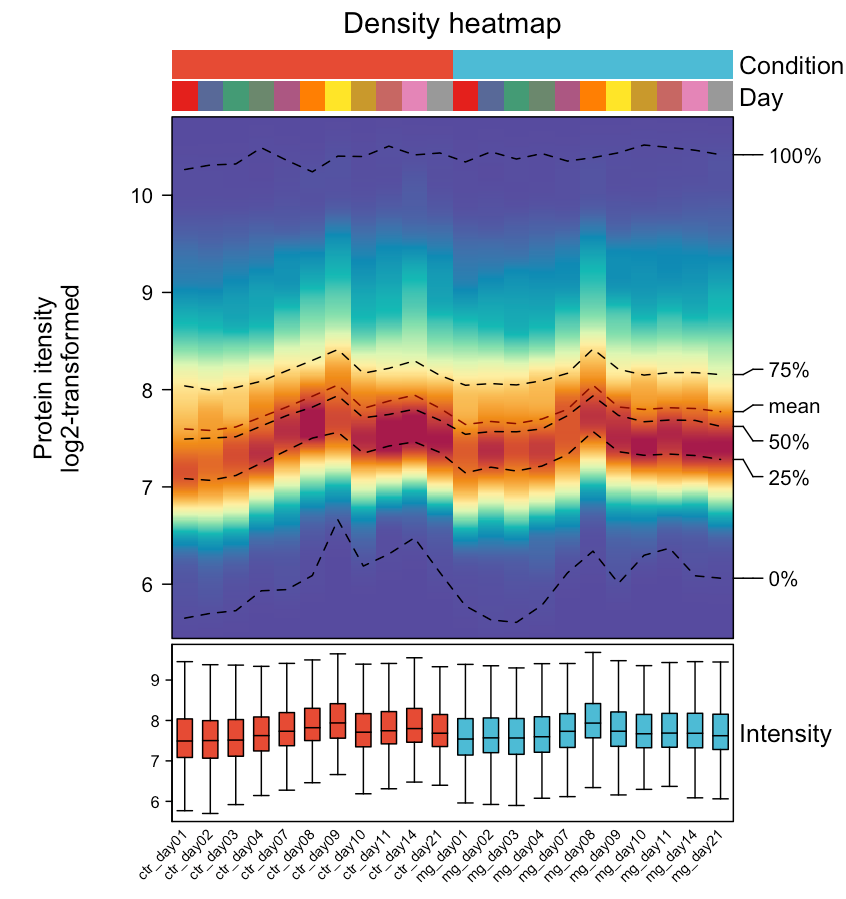 Density heatmap
Condition
Day
100%
10
9
8
7
6
Protein itensity
log2-transformed
75%
mean
50%
25%
0%
9
8
7
6
Intensity
ctr_day01
ctr_day02
ctr_day03
ctr_day04
ctr_day07
ctr_day08
ctr_day09
ctr_day10
ctr_day11
ctr_day14
ctr_day21
mg_day01
mg_day02
mg_day03
mg_day04
mg_day07
mg_day08
mg_day09
mg_day10
mg_day11
mg_day14
mg_day21